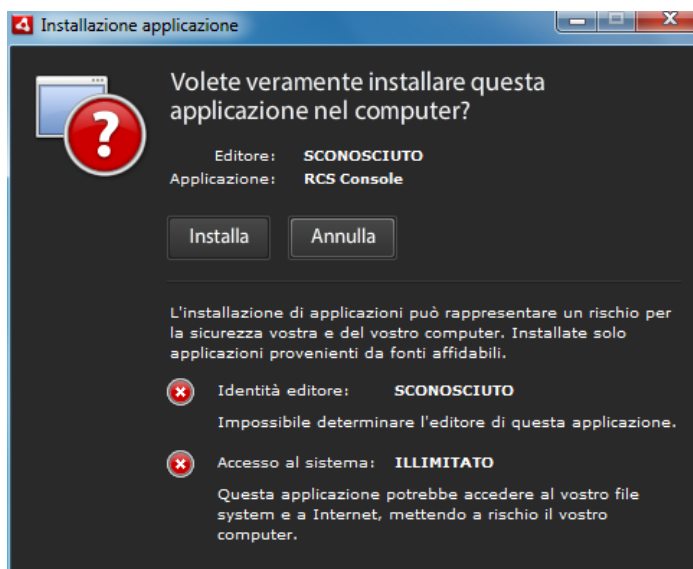 Installazione applicazione
Volete veramente installare questa
applicazione nel computer?
Editore: SCONOSCIUTO
Applicazione: RCS Console
Installa Annulla
L'installazione di applicazioni può rappresentare un rischio per
la sicurezza vostra e del vostro computer. Installate solo
applicazioni provenienti da fonti affidabili.
Identità editore: SCONOSCIUTO
Impossibile determinare l'editore di questa applicazione.
Accesso al sistema: ILLIMITATO
Questa applicazione potrebbe accedere al vostro file
system e a Internet, mettendo a rischio il vostro
computer.